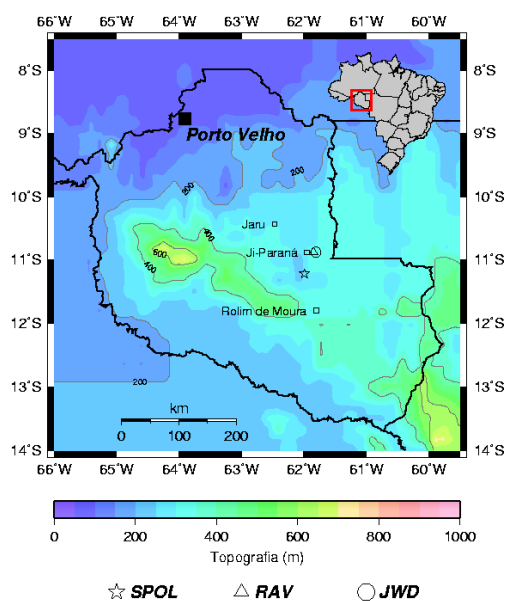 66°W 65°W 64°W 63°W 62°W 61°W 60°W
8°S 8°S
9°S 9°S
Porto Velho
200
200
10°S 10°S
Jaru
400
11°S 600 Ji-Paraná 11°S
400
12°S Rolim de Moura 12°S
13°S 200 13°S
km
0 100 200
14°S 14°S
66°W 65°W 64°W 63°W 62°W 61°W 60°W
0 200 400 600 800 1000
Topografia (m)
SPOL RAV JWD